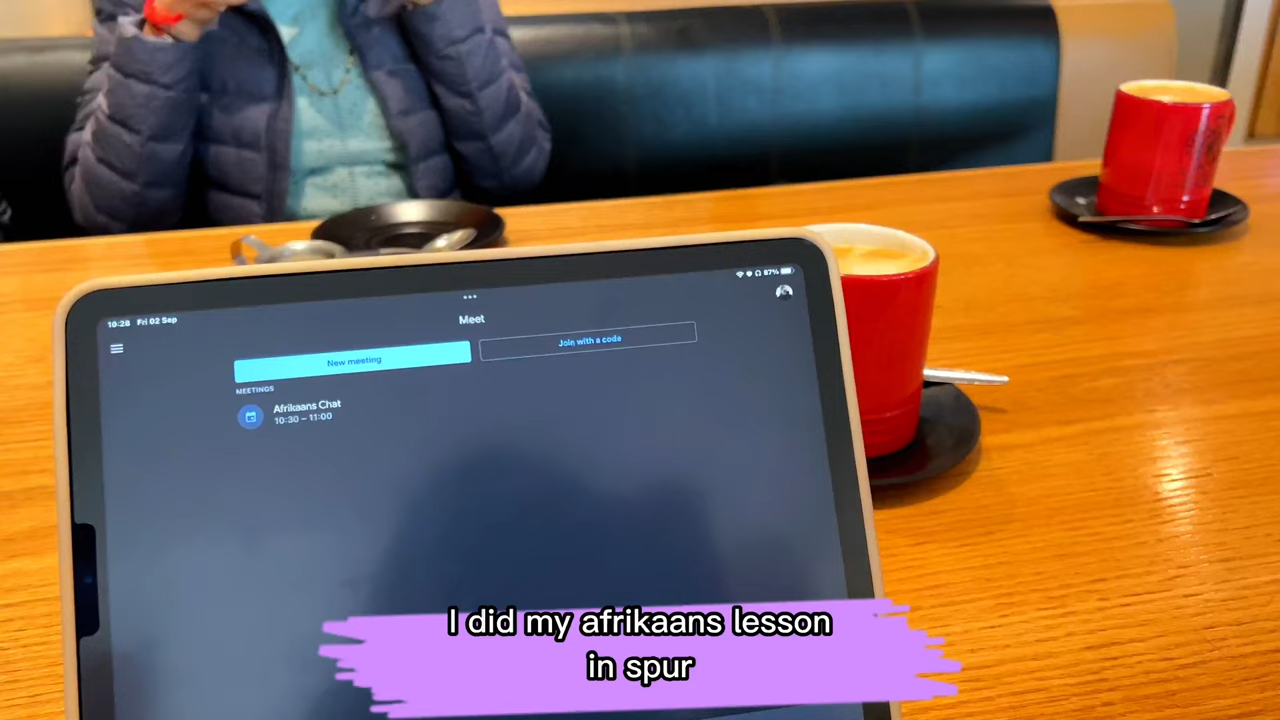 10:28 Fri 02 Sep
87%
Meet
New meeting
Join with a code
MEETINGS
Afrikaans Chat
10:30 – 11:00
I did my afrikaans lesson
in spur